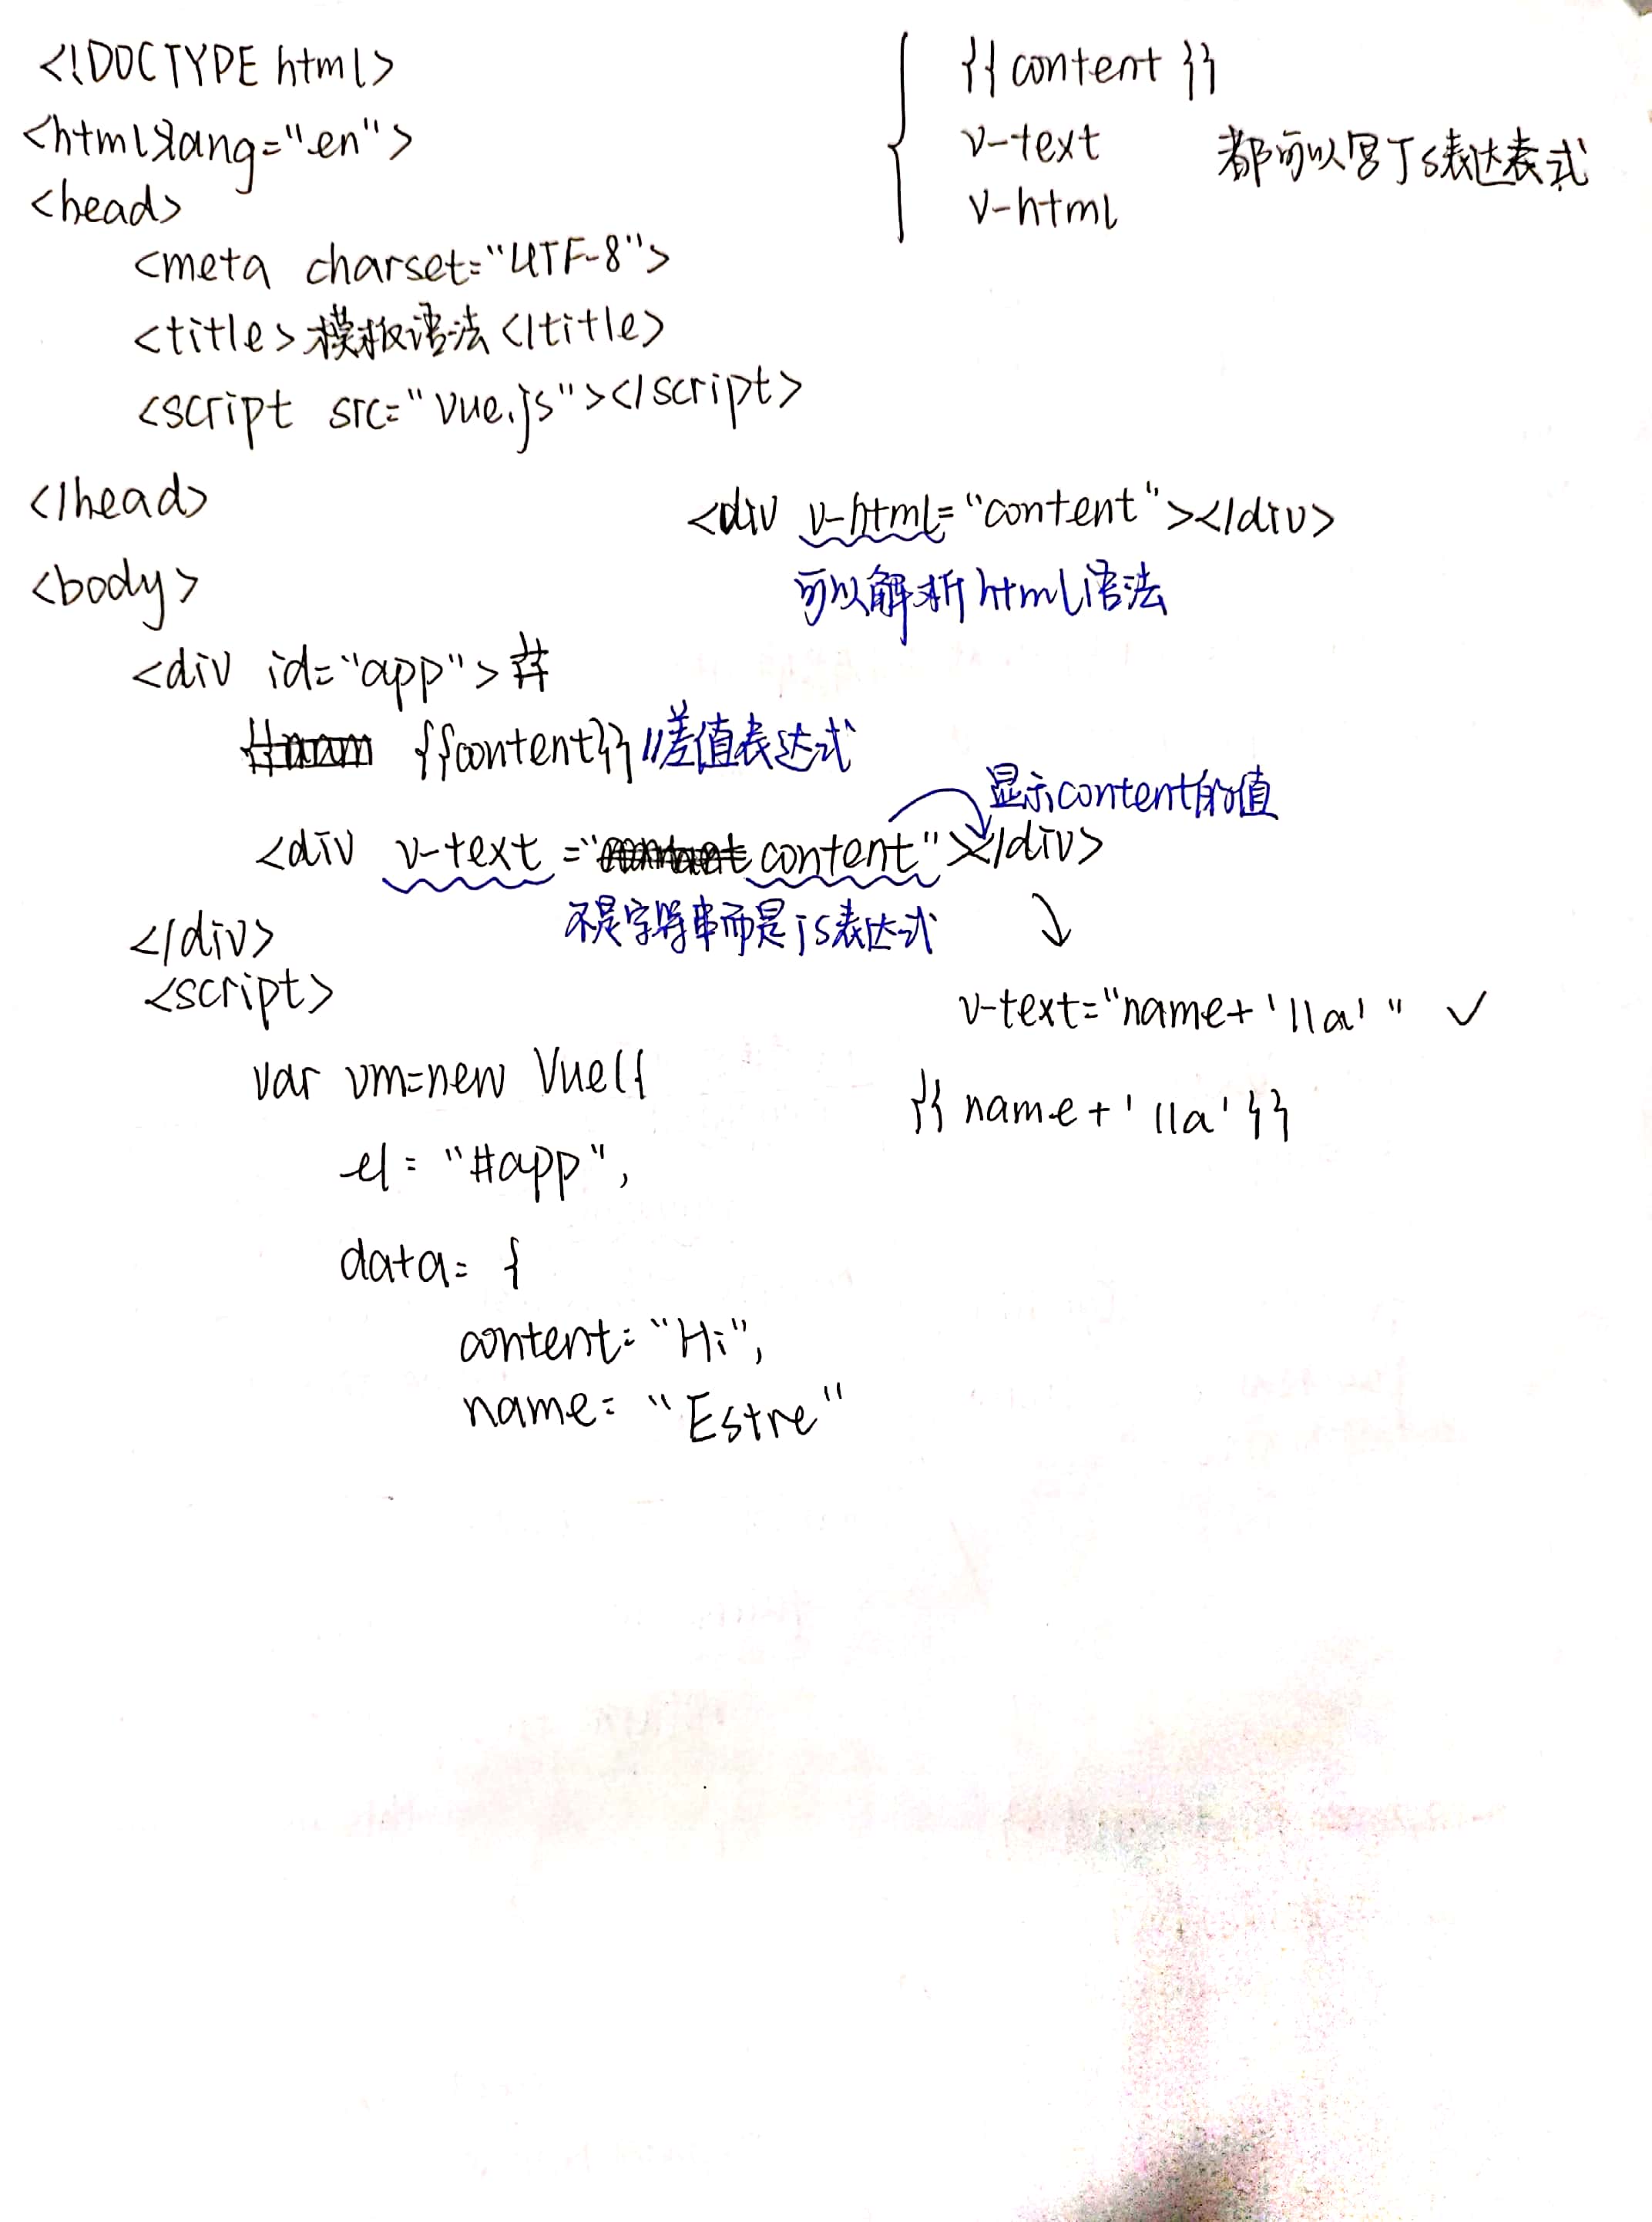 <!DOCTYPE html>
<html lang="en">
<head>
<meta charset="UTF-8">
<title>模板语法</title>
<script src="vue.js"></script>
</head>
<body>
<div id="app">
{{content}} //差值表达式
<div v-text="content"></div>
显示content的值
不是字符串而是js表达式
</div>
<script>
var vm=new Vue({
el: "#app",
data: {
content: "Hi",
name: "Estre"
{{content}}
v-text
v-html
都可以写Js表达表式
<div v-html="content"></div>
可以解析html语法
v-text="name+'lla'" ✓
{{name+'lla'}}